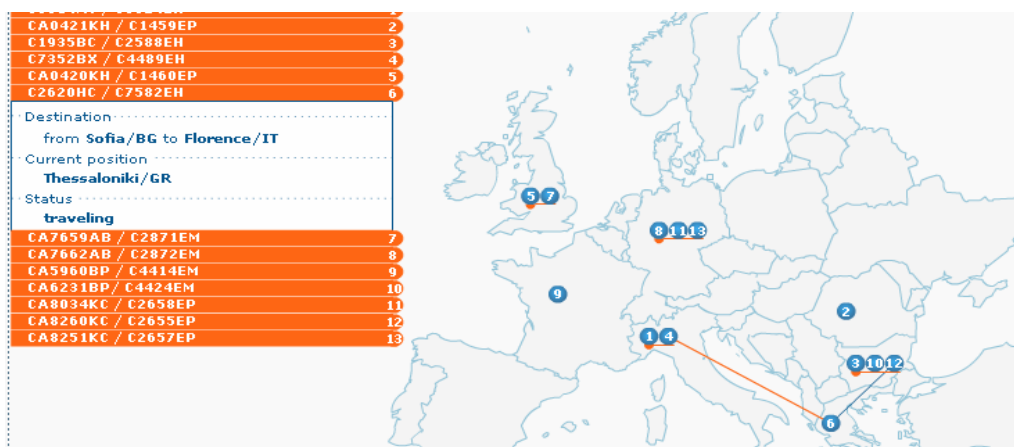 1
CA0421KH / C1459EP 2
C1935BC / C2588EH 3
C7352BX / C4489EH 4
CA0420KH / C1460EP 5
C2620HC / C7582EH 6
Destination
from Sofia/BG to Florence/IT
Current position
Thessaloniki/GR
Status
traveling
CA7659AB / C2871EM 7
CA7662AB / C2872EM 8
CA5960BP / C4414EM 9
CA6231BP/ C4424EM 10
CA8034KC / C2658EP 11
CA8260KC / C2655EP 12
CA8251KC / C2657EP 13
5 7
8 11 13
9
2
1 4
3 10 12
6